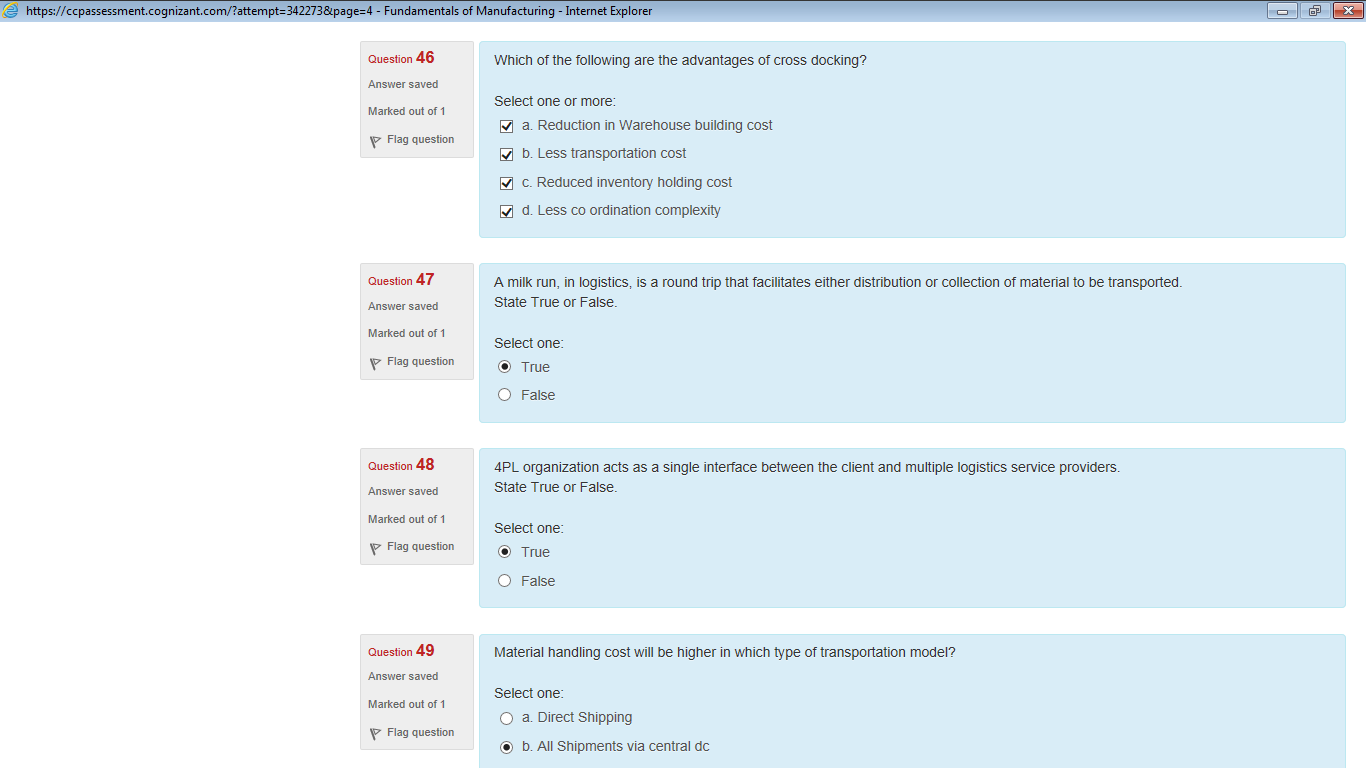 https://ccpassessment.cognizant.com/?attempt=342273&page=4 - Fundamentals of Manufacturing - Internet Explorer
Question 46
Answer saved
Marked out of 1
Flag question
Which of the following are the advantages of cross docking?
Select one or more:
a. Reduction in Warehouse building cost
b. Less transportation cost
c. Reduced inventory holding cost
d. Less co ordination complexity
Question 47
Answer saved
Marked out of 1
Flag question
A milk run, in logistics, is a round trip that facilitates either distribution or collection of material to be transported.
State True or False.
Select one:
True
False
Question 48
Answer saved
Marked out of 1
Flag question
4PL organization acts as a single interface between the client and multiple logistics service providers.
State True or False.
Select one:
True
False
Question 49
Answer saved
Marked out of 1
Flag question
Material handling cost will be higher in which type of transportation model?
Select one:
a. Direct Shipping
b. All Shipments via central dc